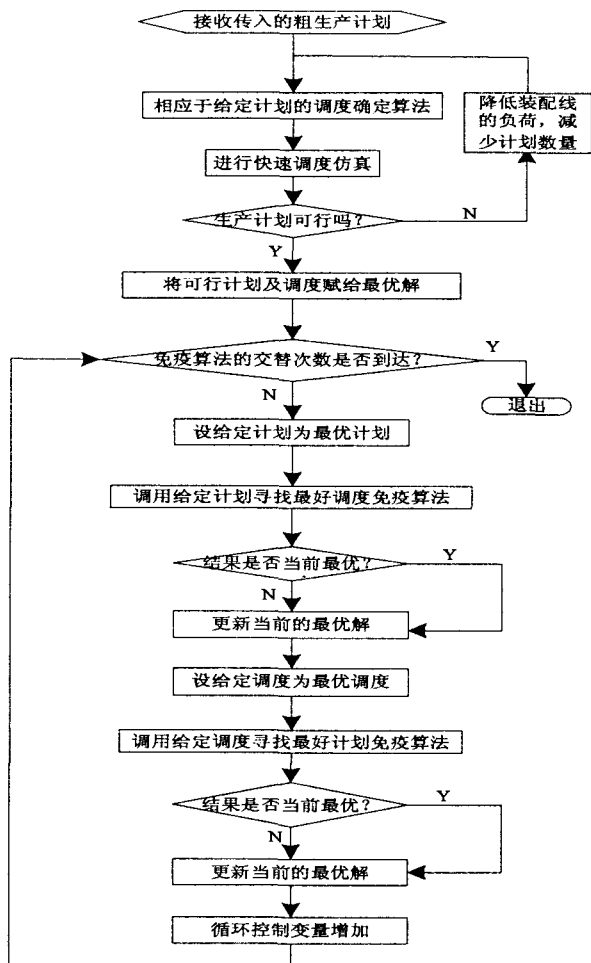 接收传入的粗生产计划
相应于给定计划的调度确定算法
降低装配线
的负荷，减
少计划数量
进行快速调度仿真
生产计划可行吗？
N
Y
将可行计划及调度赋给最优解
免疫算法的交替次数是否到达？
Y
N
退出
设给定计划为最优计划
调用给定计划寻找最好调度免疫算法
结果是否当前最优？
Y
N
更新当前的最优解
设给定调度为最优调度
调用给定调度寻找最好计划免疫算法
结果是否当前最优？
Y
N
更新当前的最优解
循环控制变量增加